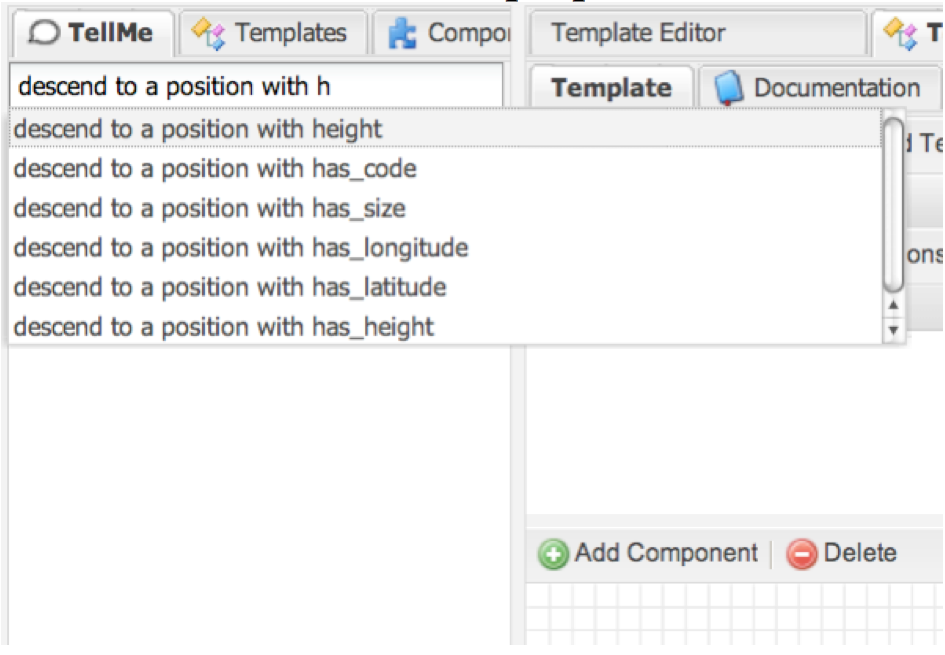 TellMe
Templates
Compo
descend to a position with h
descend to a position with height
descend to a position with has_code
descend to a position with has_size
descend to a position with has_longitude
descend to a position with has_latitude
descend to a position with has_height
Template Editor
T
Template
Documentation
d Te
ons
Add Component
Delete